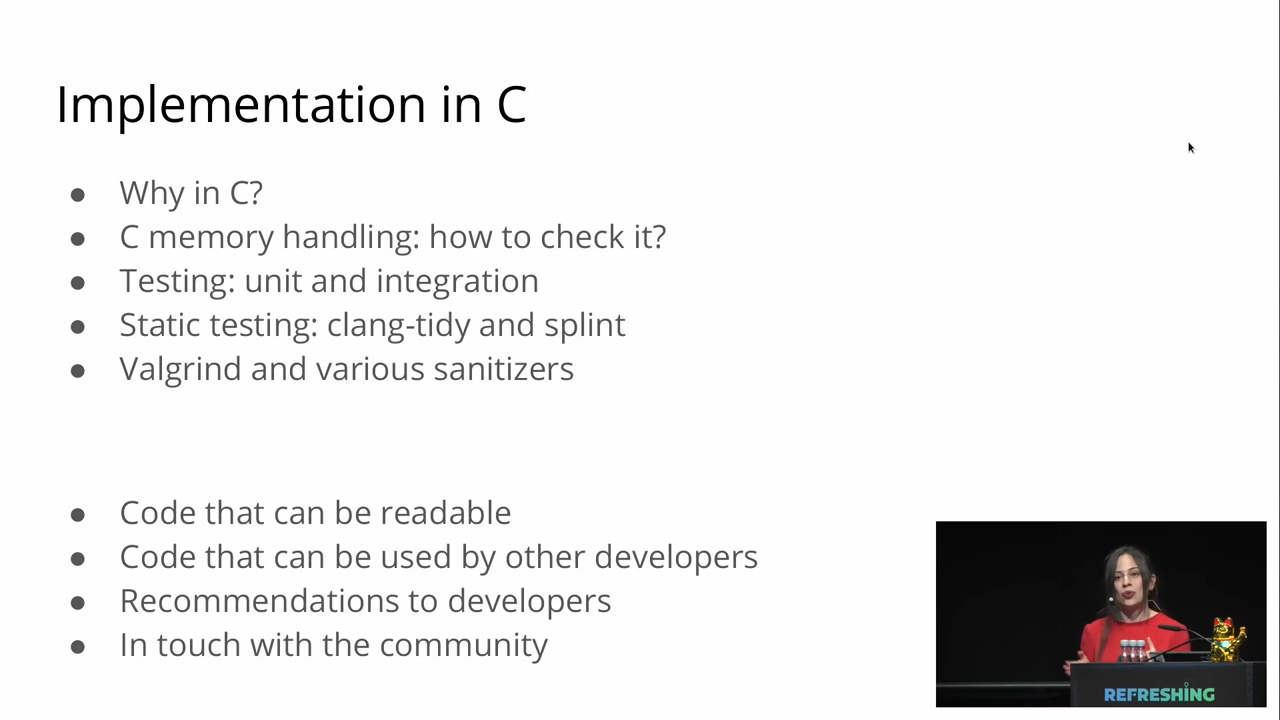 Implementation in C
● Why in C?
● C memory handling: how to check it?
● Testing: unit and integration
● Static testing: clang-tidy and splint
● Valgrind and various sanitizers
● Code that can be readable
● Code that can be used by other developers
● Recommendations to developers
● In touch with the community
REFRESHING